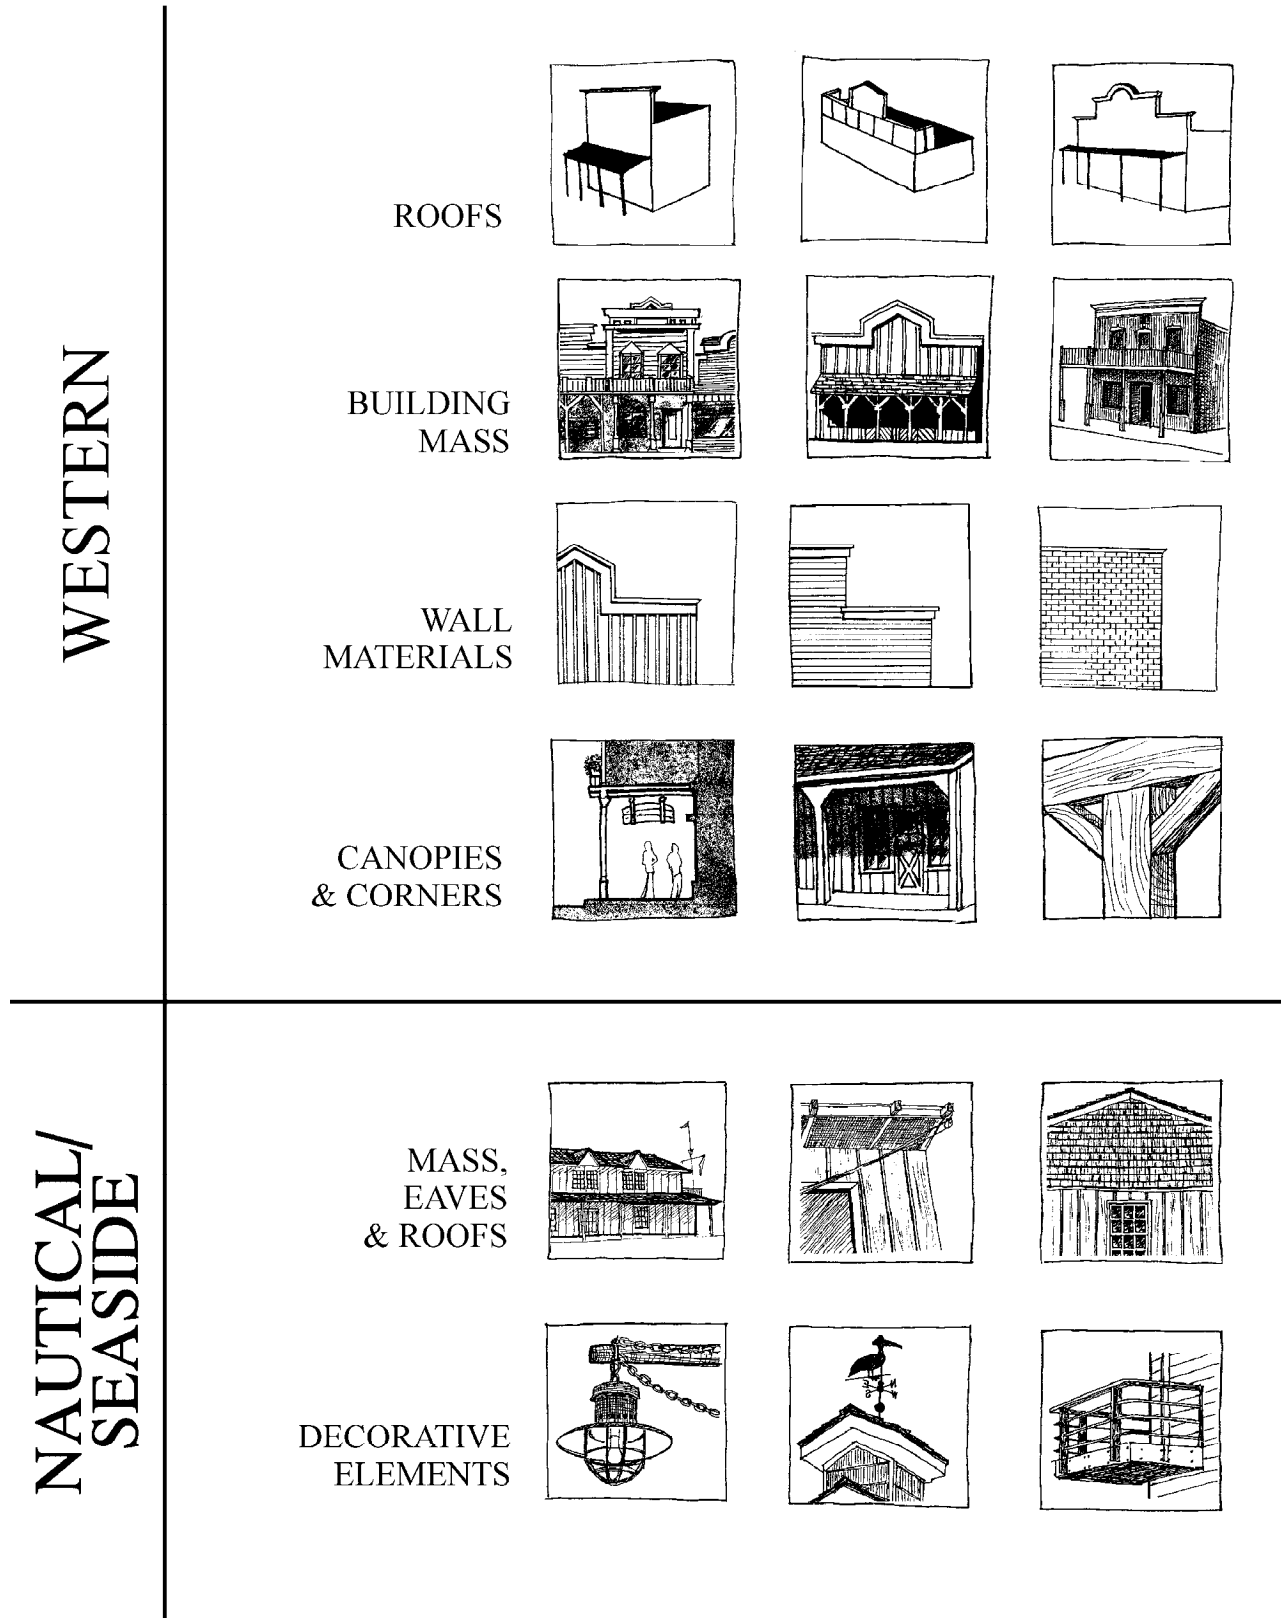 WESTERN
ROOFS
BUILDING
MASS
WALL
MATERIALS
CANOPIES
& CORNERS
NAUTICAL/
SEASIDE
MASS,
EAVES
& ROOFS
DECORATIVE
ELEMENTS